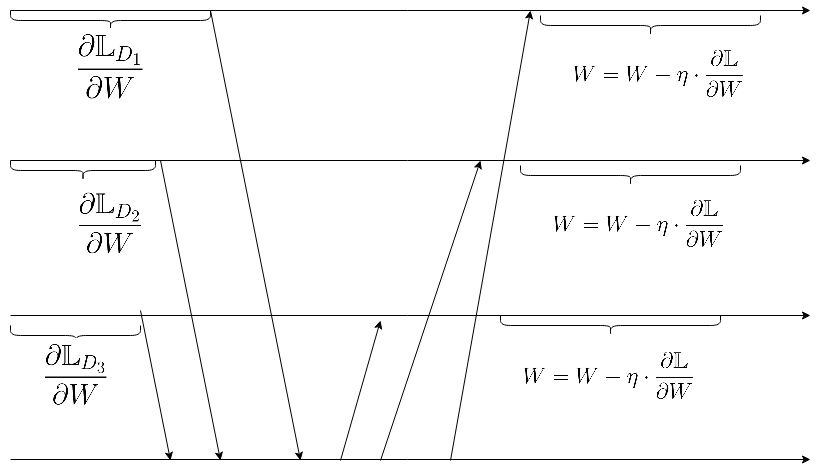 ∂𝕃_{D_1}/∂W
W = W − η · ∂𝕃/∂W
∂𝕃_{D_2}/∂W
W = W − η · ∂𝕃/∂W
∂𝕃_{D_3}/∂W
W = W − η · ∂𝕃/∂W